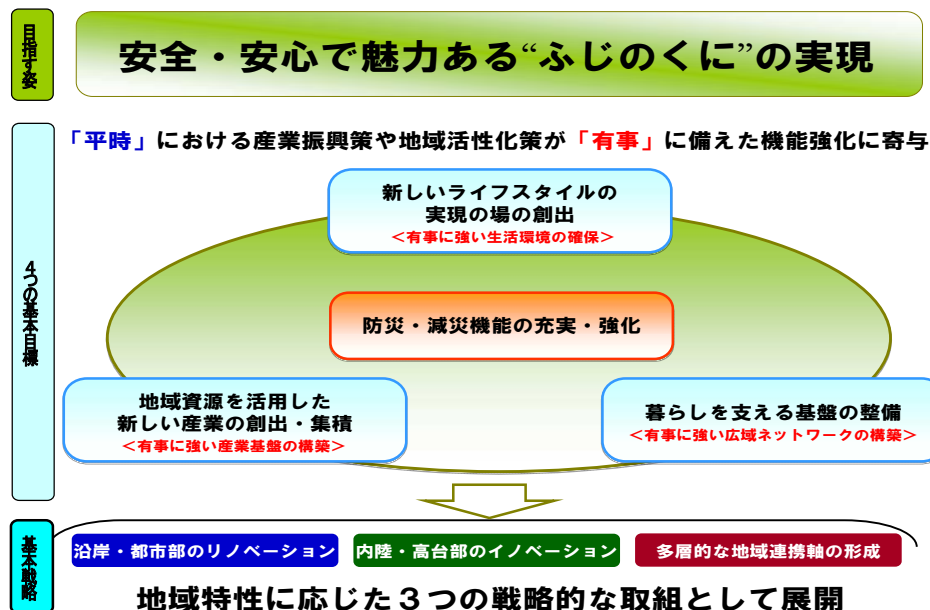 目指す姿
安全・安心で魅力ある“ふじのくに”の実現
4つの基本目標
「平時」における産業振興策や地域活性化策が「有事」に備えた機能強化に寄与
新しいライフスタイルの
実現の場の創出
<有事に強い生活環境の確保>
防災・減災機能の充実・強化
地域資源を活用した
新しい産業の創出・集積
<有事に強い産業基盤の構築>
暮らしを支える基盤の整備
<有事に強い広域ネットワークの構築>
基本戦略
沿岸・都市部のリノベーション
内陸・高台部のイノベーション
多層的な地域連携軸の形成
地域特性に応じた３つの戦略的な取組として展開